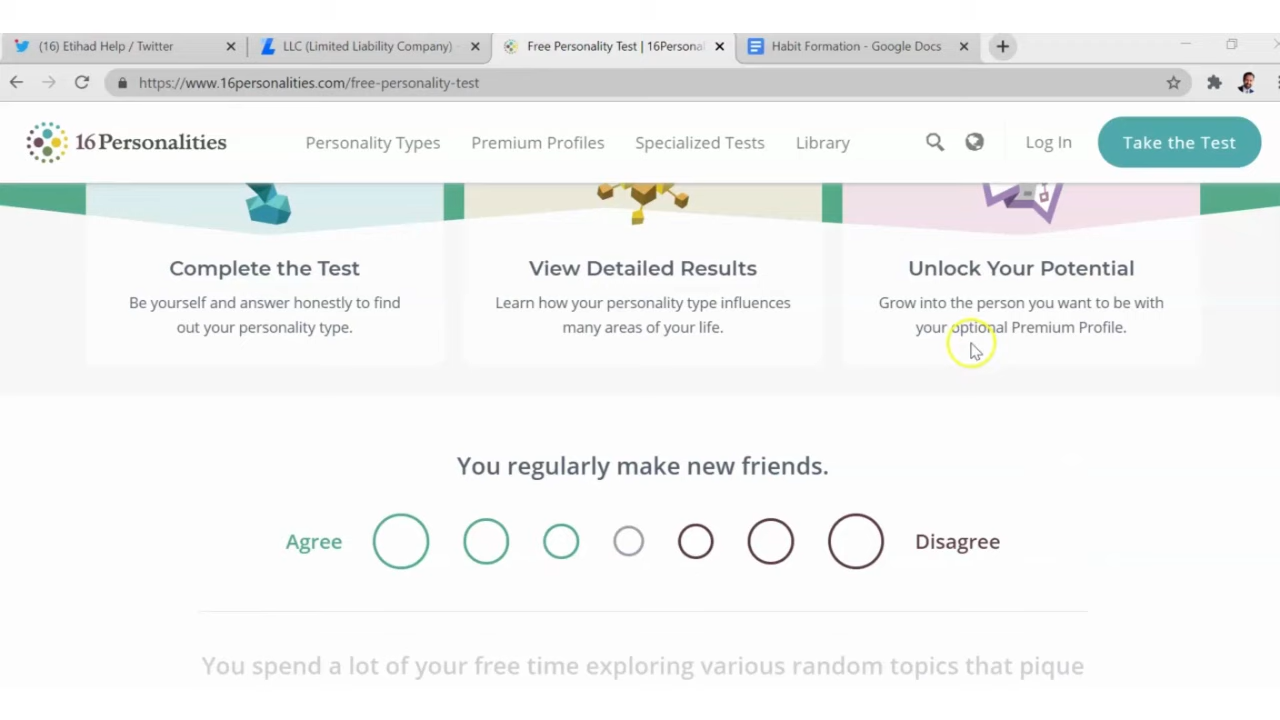 (16) Etihad Help / Twitter
LLC (Limited Liability Company)
Free Personality Test | 16Personal
Habit Formation - Google Docs
https://www.16personalities.com/free-personality-test
16Personalities
Personality Types
Premium Profiles
Specialized Tests
Library
Log In
Take the Test
Complete the Test
Be yourself and answer honestly to find
out your personality type.
View Detailed Results
Learn how your personality type influences
many areas of your life.
Unlock Your Potential
Grow into the person you want to be with
your optional Premium Profile.
You regularly make new friends.
Agree
Disagree
You spend a lot of your free time exploring various random topics that pique